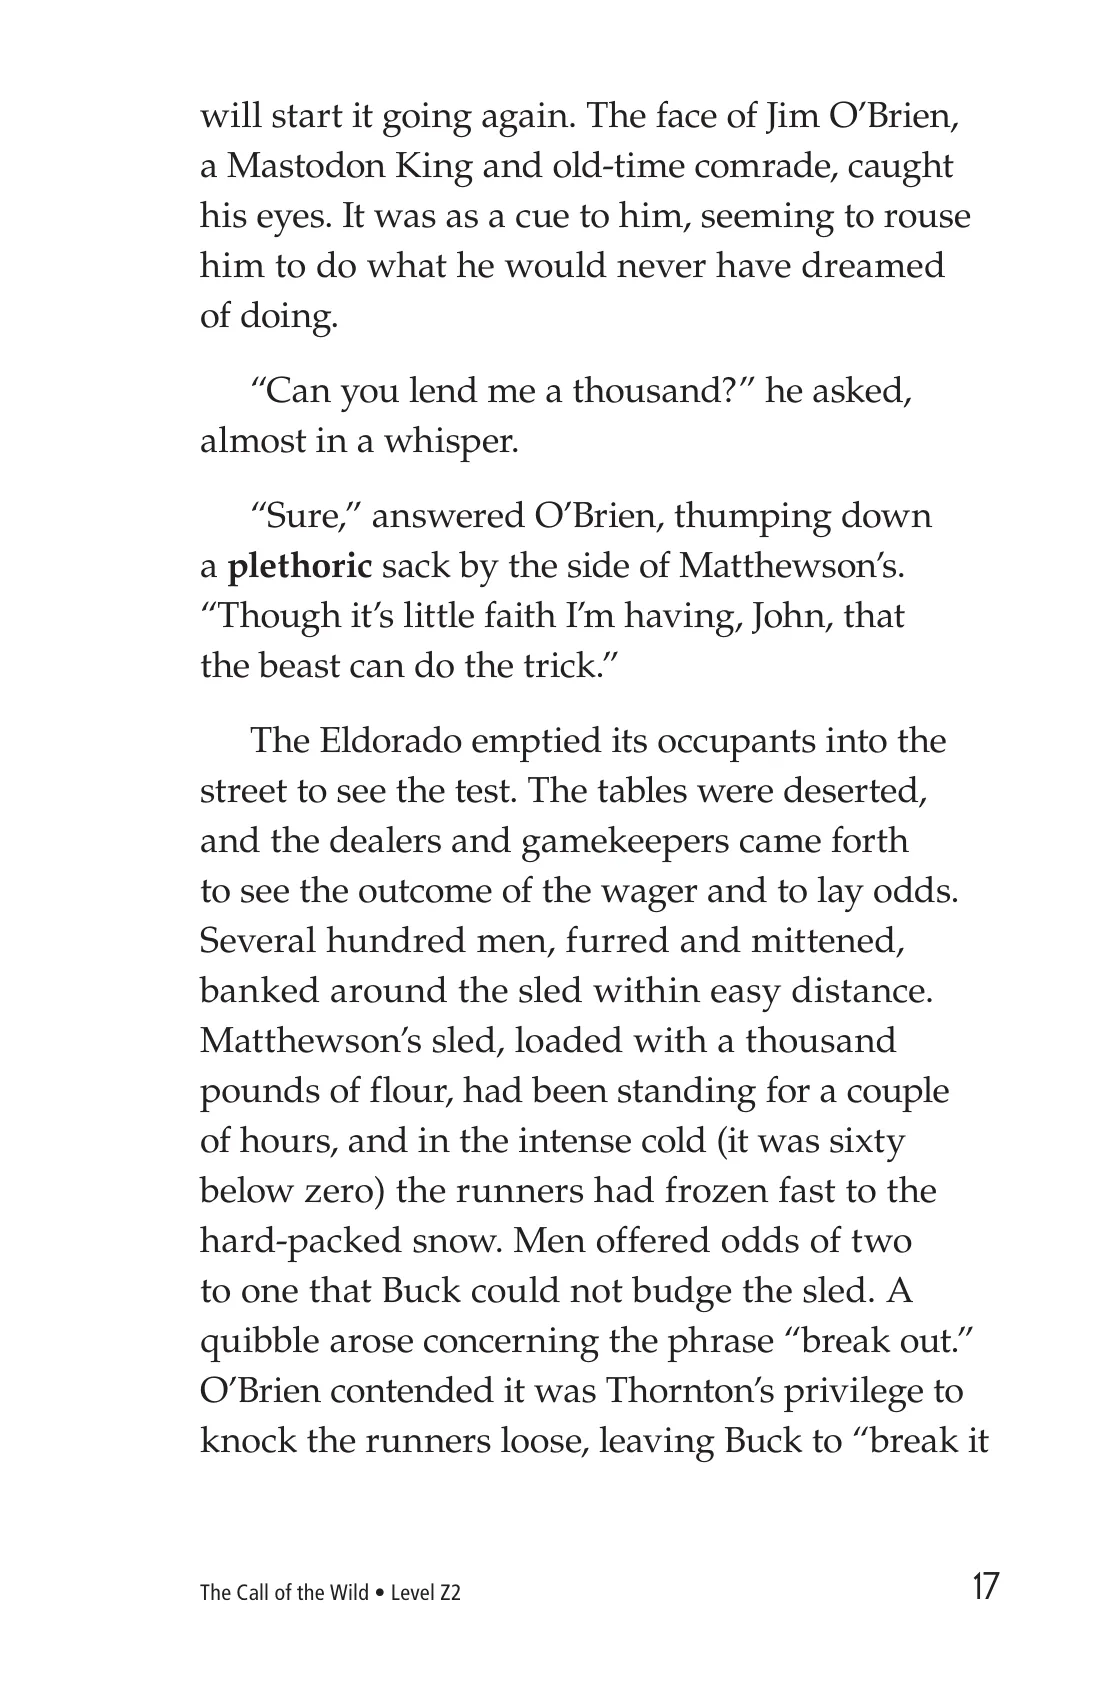 will start it going again. The face of Jim O’Brien,
a Mastodon King and old-time comrade, caught
his eyes. It was as a cue to him, seeming to rouse
him to do what he would never have dreamed
of doing.
“Can you lend me a thousand?” he asked,
almost in a whisper.
“Sure,” answered O’Brien, thumping down
a plethoric sack by the side of Matthewson’s.
“Though it’s little faith I’m having, John, that
the beast can do the trick.”
The Eldorado emptied its occupants into the
street to see the test. The tables were deserted,
and the dealers and gamekeepers came forth
to see the outcome of the wager and to lay odds.
Several hundred men, furred and mittened,
banked around the sled within easy distance.
Matthewson’s sled, loaded with a thousand
pounds of flour, had been standing for a couple
of hours, and in the intense cold (it was sixty
below zero) the runners had frozen fast to the
hard-packed snow. Men offered odds of two
to one that Buck could not budge the sled. A
quibble arose concerning the phrase “break out.”
O’Brien contended it was Thornton’s privilege to
knock the runners loose, leaving Buck to “break it
The Call of the Wild • Level Z2
17